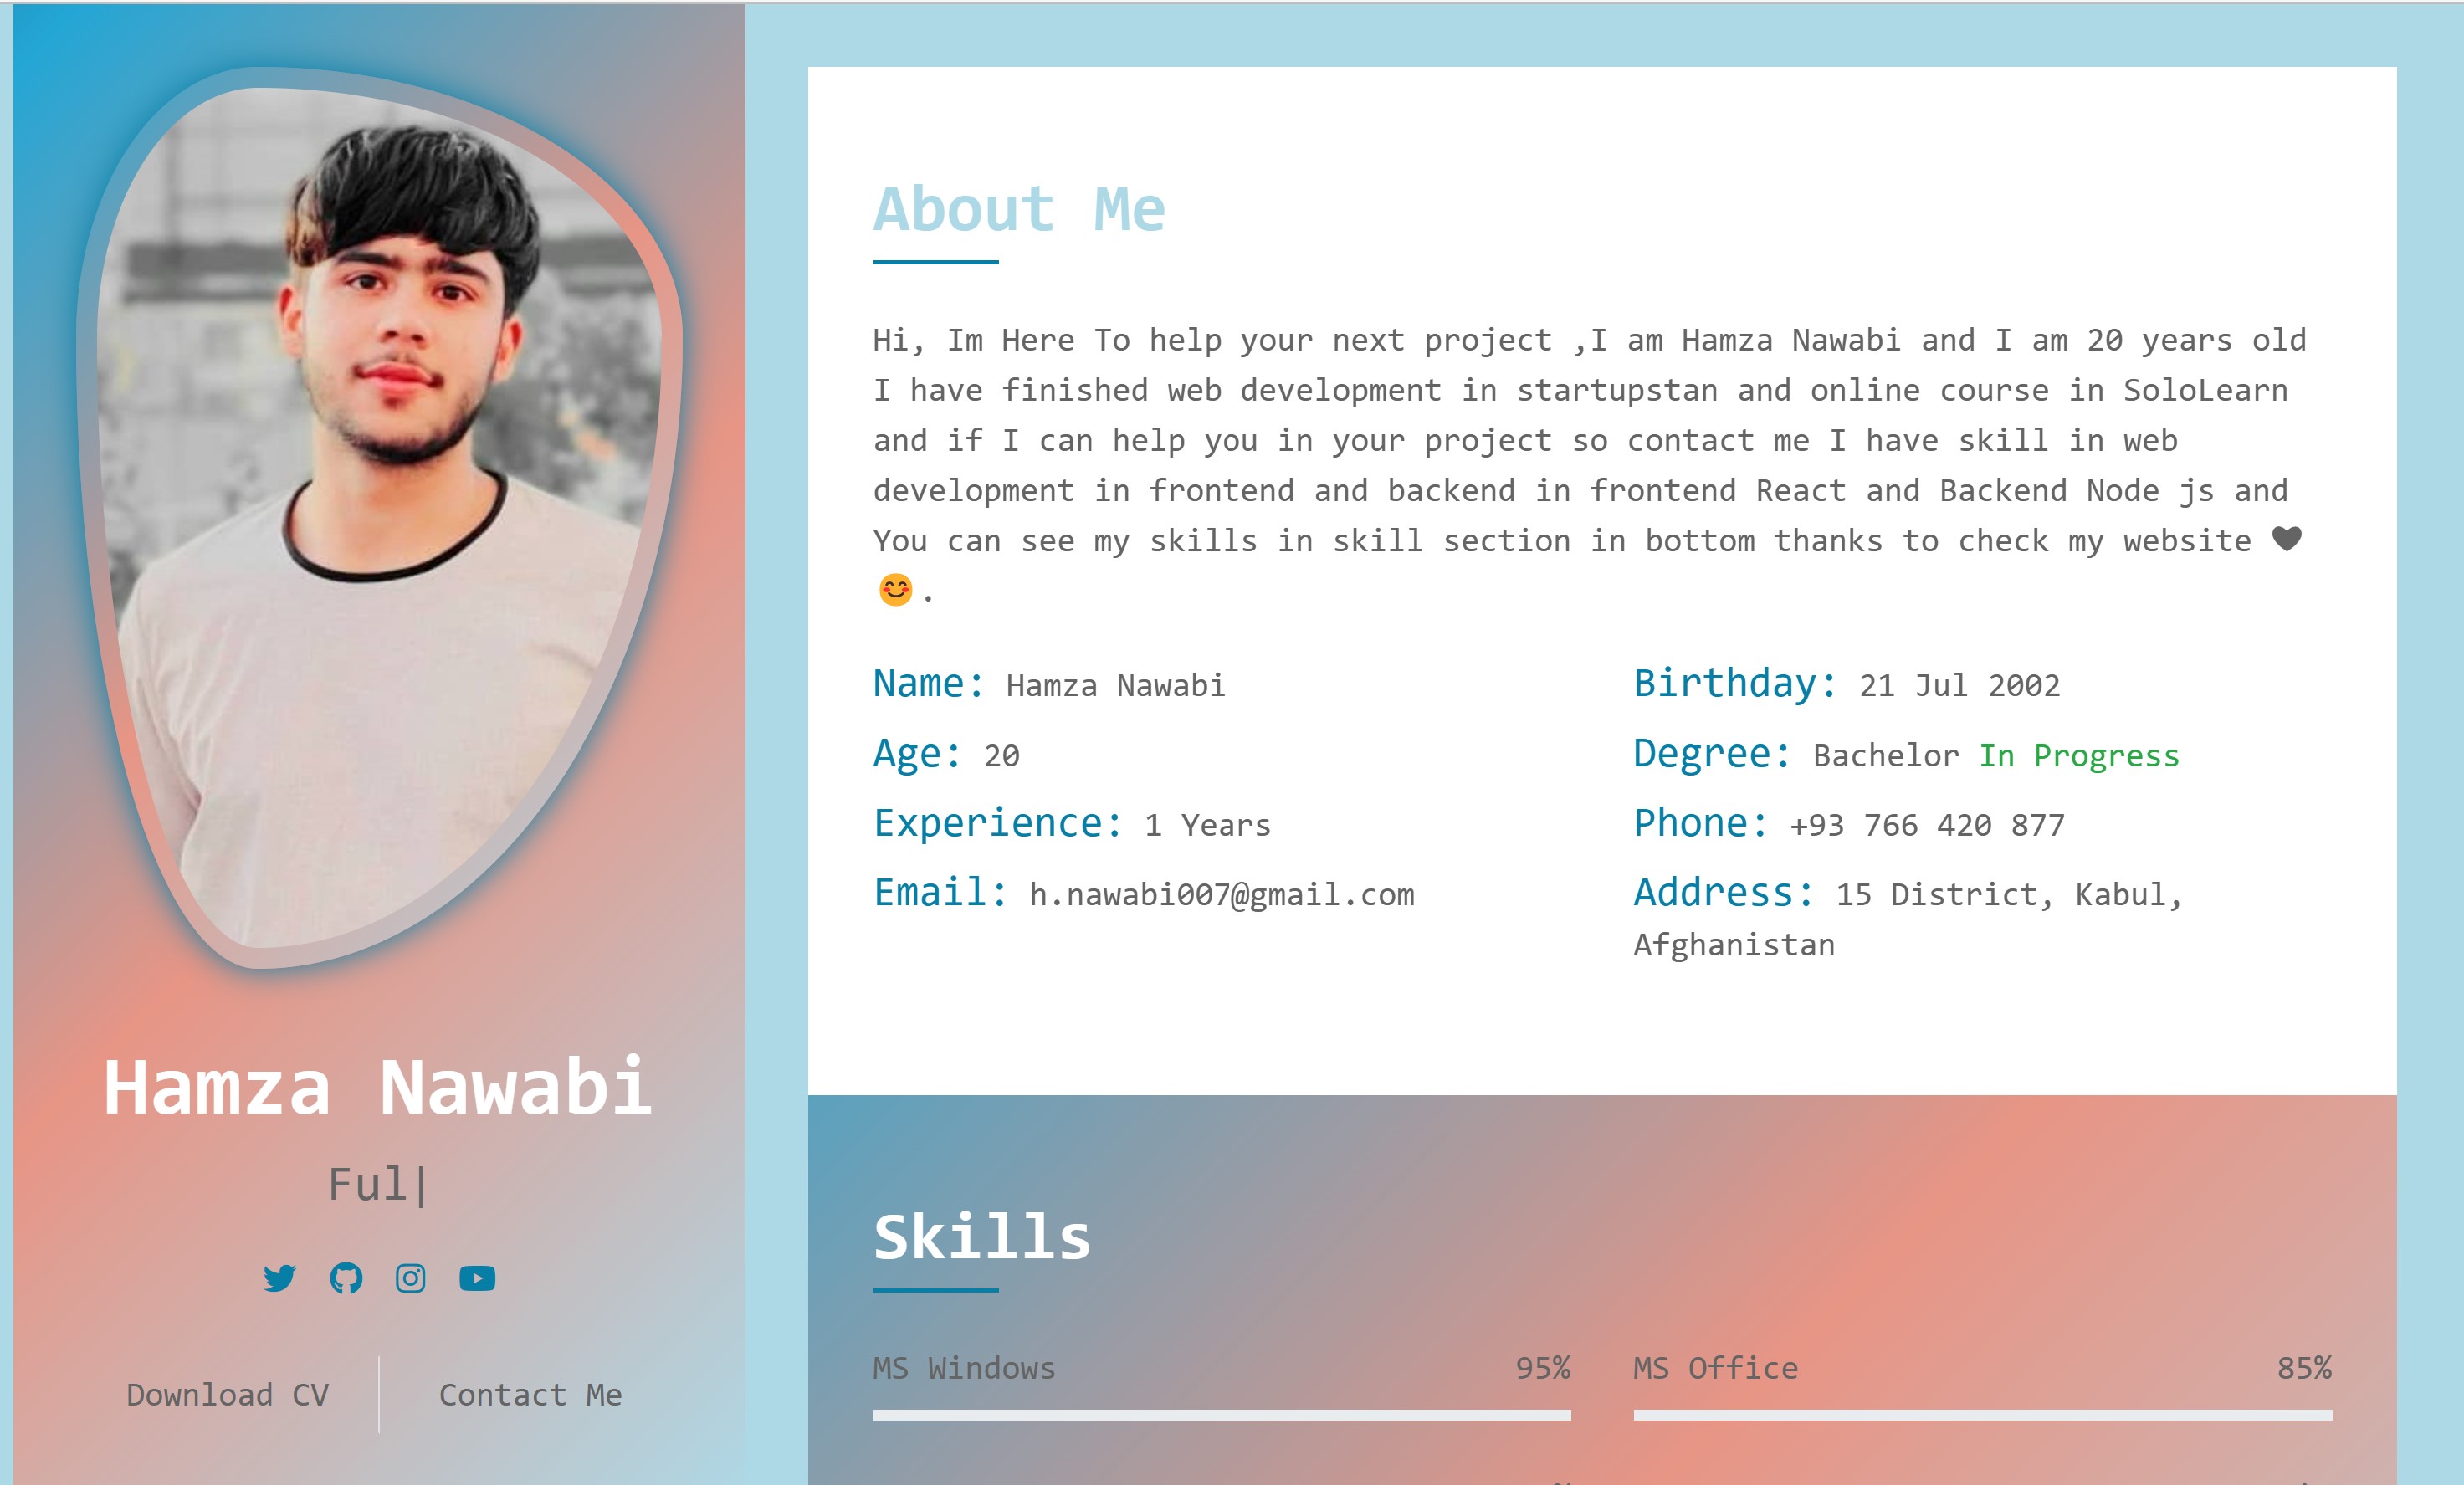 Hamza Nawabi
Ful|
Download CV
Contact Me
About Me
Hi, Im Here To help your next project ,I am Hamza Nawabi and I am 20 years old
I have finished web development in startupstan and online course in SoloLearn
and if I can help you in your project so contact me I have skill in web
development in frontend and backend in frontend React and Backend Node js and
You can see my skills in skill section in bottom thanks to check my website 🖤
😊.
Name: Hamza Nawabi
Age: 20
Experience: 1 Years
Email: h.nawabi007@gmail.com
Birthday: 21 Jul 2002
Degree: Bachelor In Progress
Phone: +93 766 420 877
Address: 15 District, Kabul,
Afghanistan
Skills
MS Windows 95%
MS Office 85%